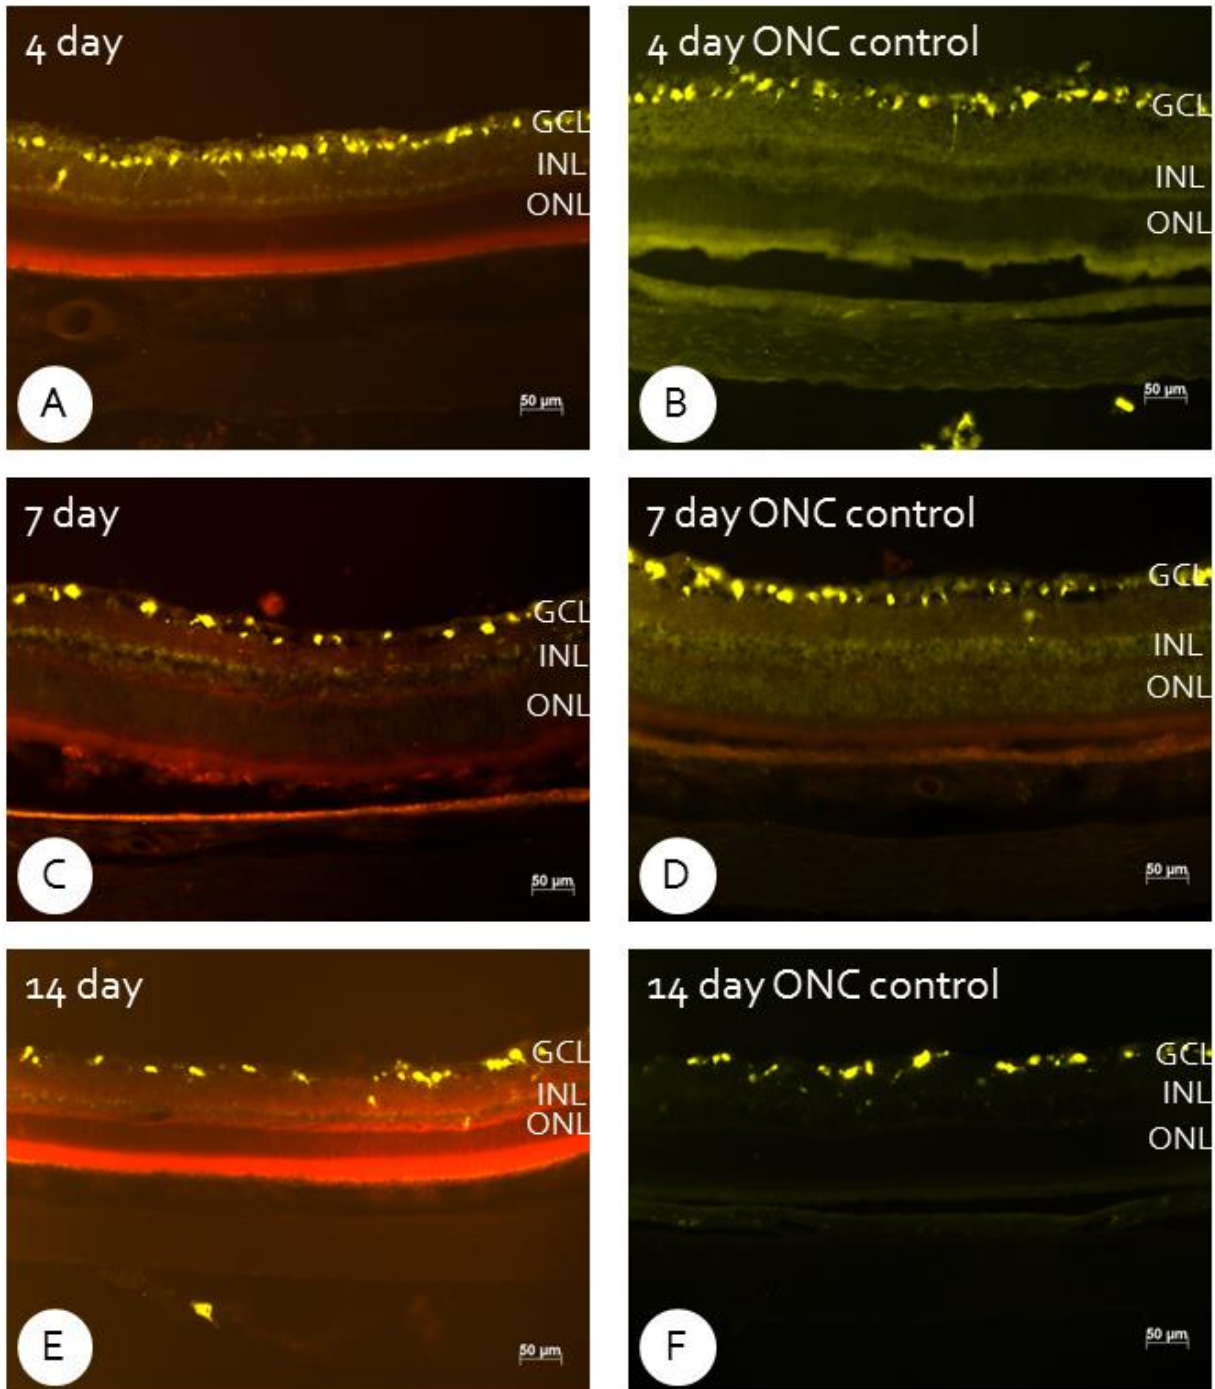 4 day
GCL
INL
ONL
A
50 µm
4 day ONC control
GCL
INL
ONL
B
50 µm
7 day
GCL
INL
ONL
C
50 µm
7 day ONC control
GCL
INL
ONL
D
50 µm
14 day
GCL
INL
ONL
E
50 µm
14 day ONC control
GCL
INL
ONL
F
50 µm